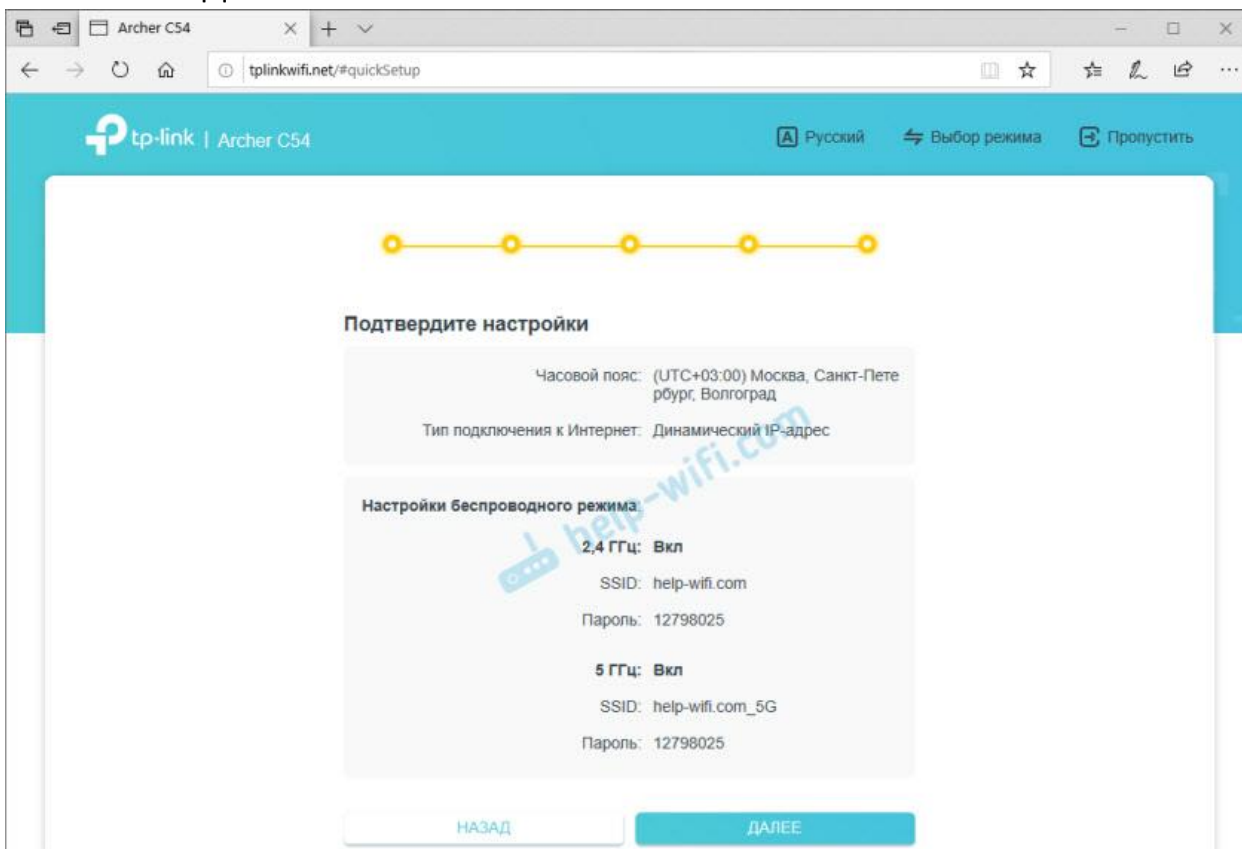 Archer C54
tplinkwifi.net/#quickSetup
tp-link | Archer C54
Русский
Выбор режима
Пропустить
Подтвердите настройки
Часовой пояс: (UTC+03:00) Москва, Санкт-Пете
рбург, Волгоград
Тип подключения к Интернет: Динамический IP-адрес
Настройки беспроводного режима:
help-wifi.com
2,4 ГГц: Вкл
SSID: help-wifi.com
Пароль: 12798025
5 ГГц: Вкл
SSID: help-wifi.com_5G
Пароль: 12798025
НАЗАД
ДАЛЕЕ